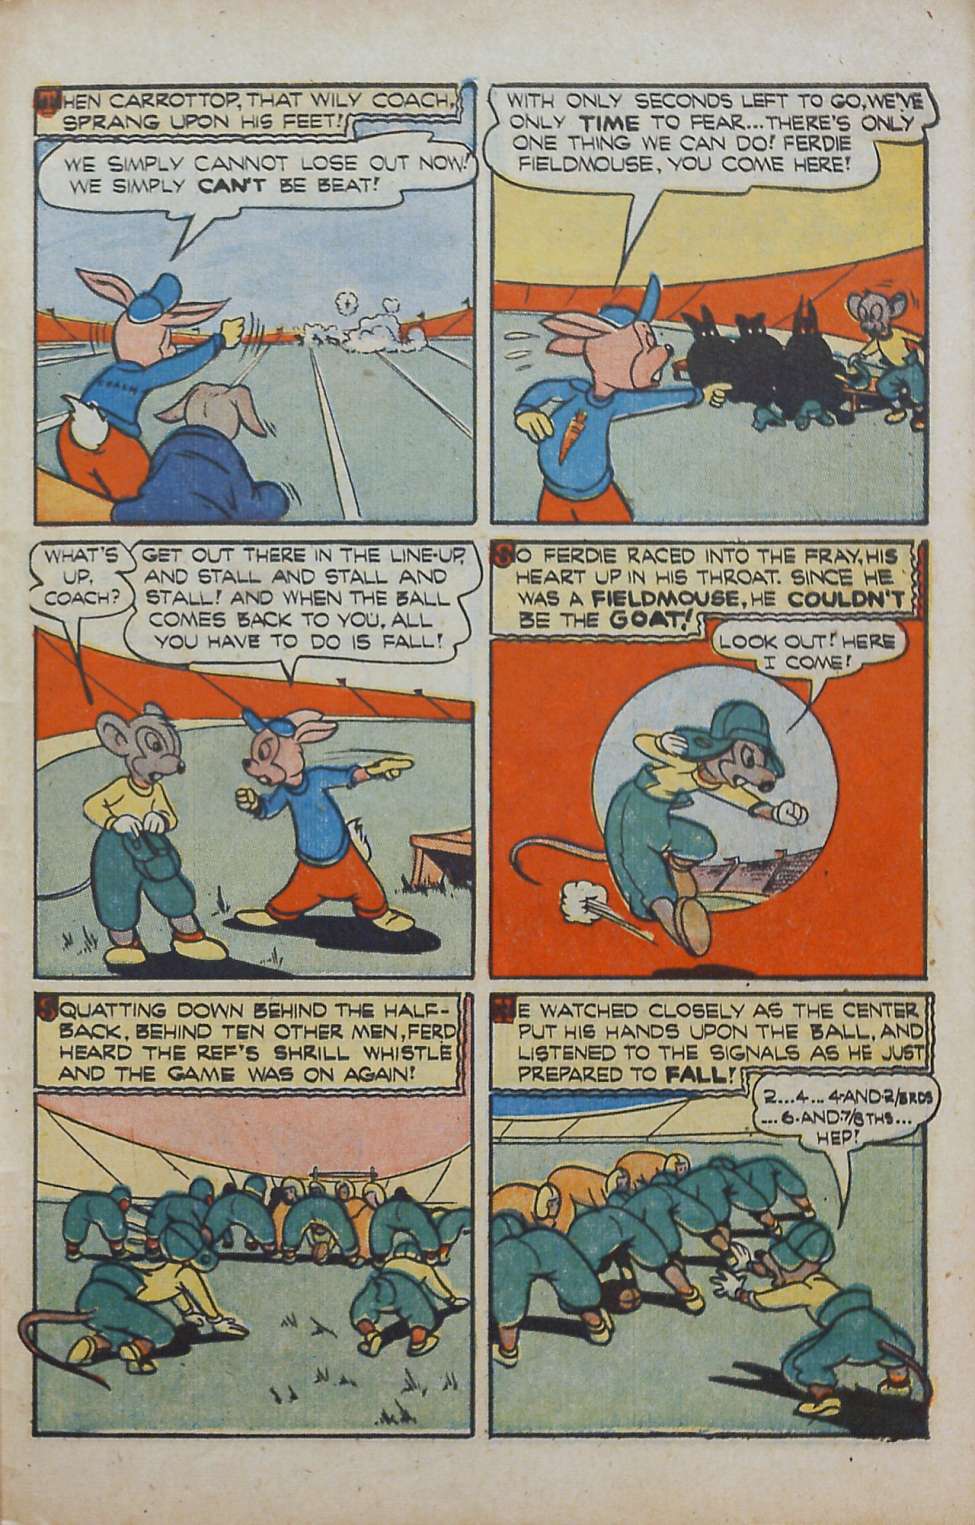 THEN CARROTTOP, THAT WILY COACH,
SPRANG UPON HIS FEET!
WE SIMPLY CANNOT LOSE OUT NOW!
WE SIMPLY CAN'T BE BEAT!
COACH
WITH ONLY SECONDS LEFT TO GO, WE'VE
ONLY TIME TO FEAR... THERE'S ONLY
ONE THING WE CAN DO! FERDIE
FIELDMOUSE, YOU COME HERE!
WHAT'S
UP,
COACH?
GET OUT THERE IN THE LINE-UP,
AND STALL AND STALL AND
STALL! AND WHEN THE BALL
COMES BACK TO YOU, ALL
YOU HAVE TO DO IS FALL!
SO FERDIE RACED INTO THE FRAY, HIS
HEART UP IN HIS THROAT. SINCE HE
WAS A FIELDMOUSE, HE COULDN'T
BE THE GOAT!
LOOK OUT! HERE
I COME!
SQUATTING DOWN BEHIND THE HALF-
BACK, BEHIND TEN OTHER MEN, FERD
HEARD THE REF'S SHRILL WHISTLE
AND THE GAME WAS ON AGAIN!
HE WATCHED CLOSELY AS THE CENTER
PUT HIS HANDS UPON THE BALL, AND
LISTENED TO THE SIGNALS AS HE JUST
PREPARED TO FALL!
2...4... 4-AND-2/3RDS
... 6-AND-7/8THS...
HEP!